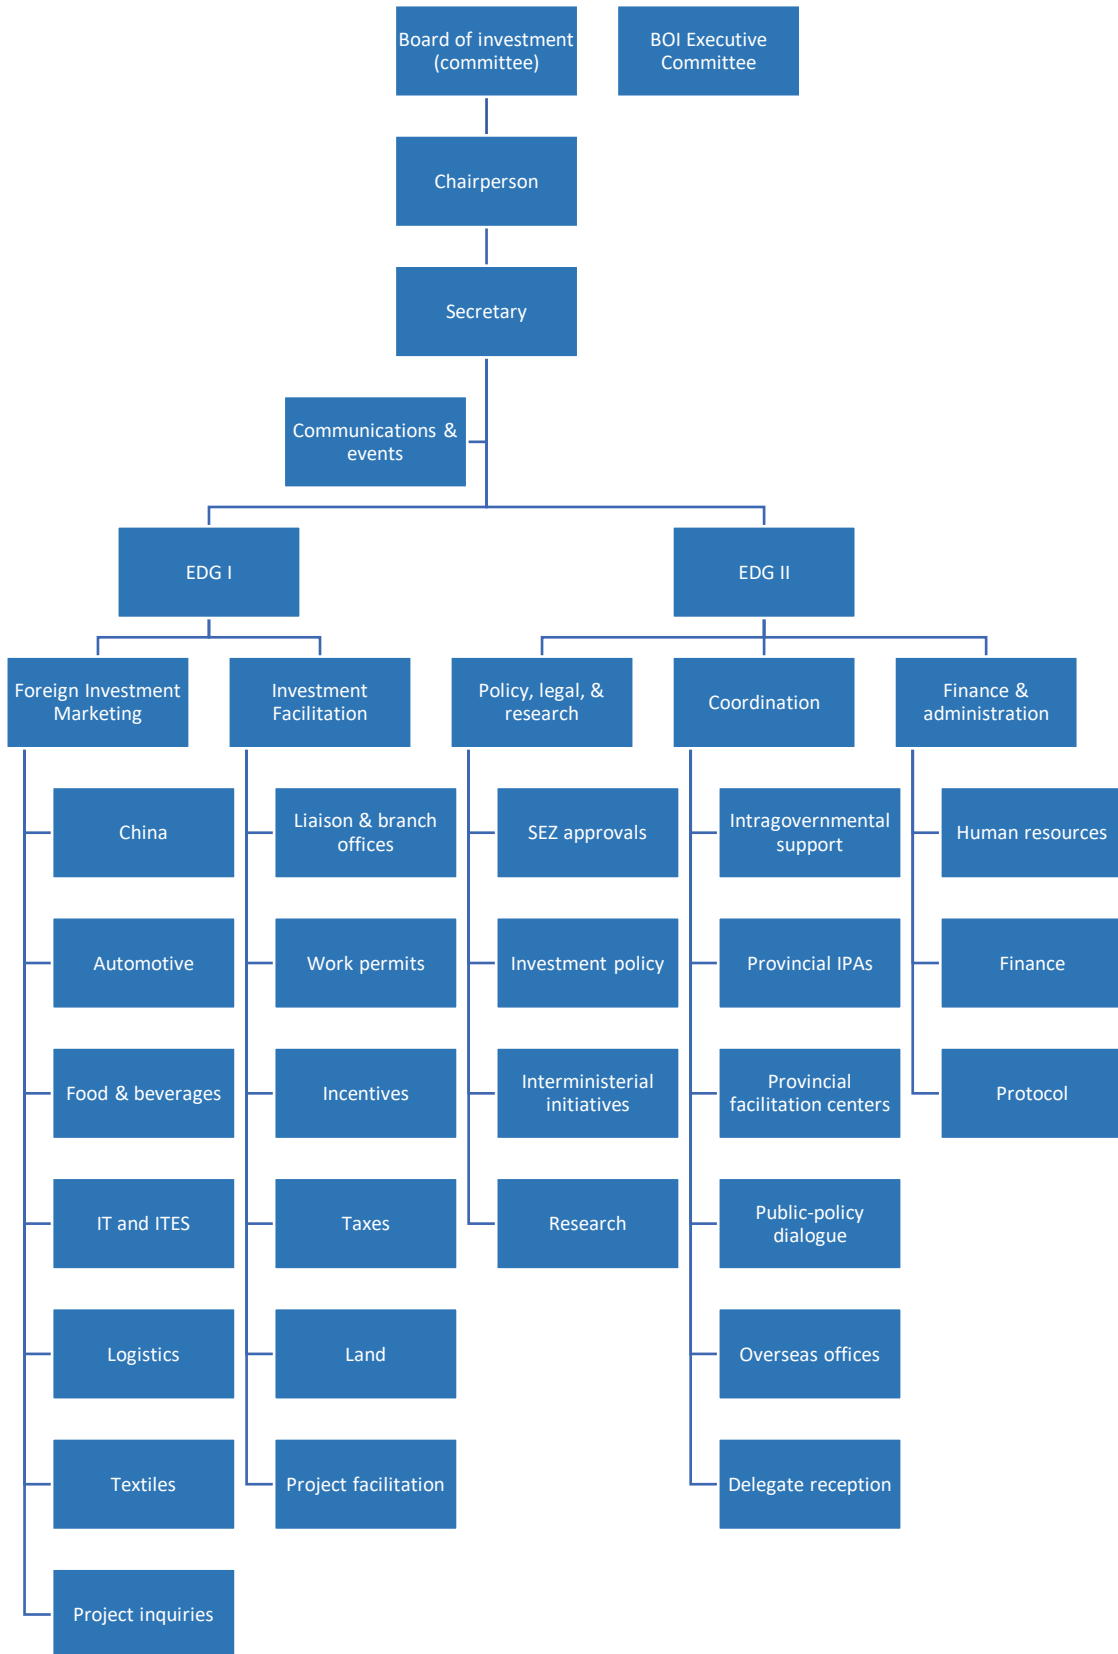 Board of investment
(committee)
BOI Executive
Committee
Chairperson
Secretary
Communications &
events
EDG I
EDG II
Foreign Investment
Marketing
Investment
Facilitation
Policy, legal, &
research
Coordination
Finance &
administration
China
Automotive
Food & beverages
IT and ITES
Logistics
Textiles
Project inquiries
Liaison & branch
offices
Work permits
Incentives
Taxes
Land
Project facilitation
SEZ approvals
Investment policy
Interministerial
initiatives
Research
Intragovernmental
support
Provincial IPAs
Provincial
facilitation centers
Public-policy
dialogue
Overseas offices
Delegate reception
Human resources
Finance
Protocol